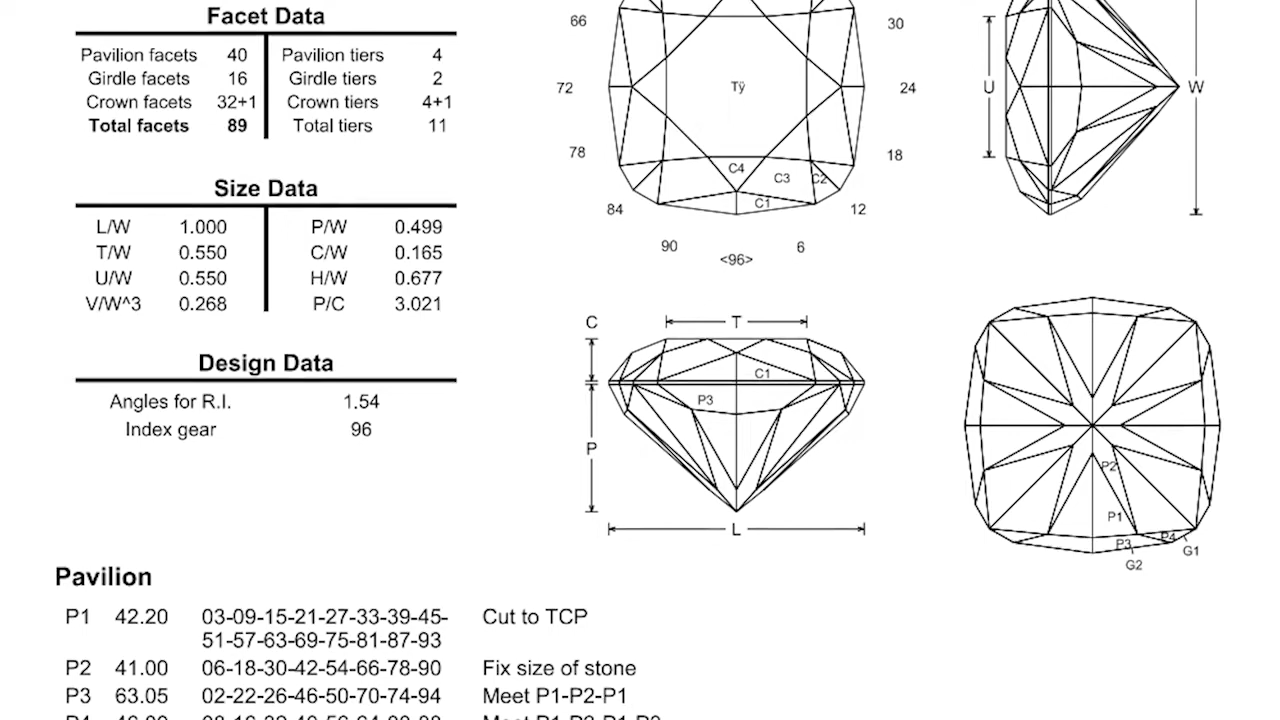 Facet Data
Pavilion facets 40 Pavilion tiers 4
Girdle facets 16 Girdle tiers 2
Crown facets 32+1 Crown tiers 4+1
Total facets 89 Total tiers 11
Size Data
L/W 1.000 P/W 0.499
T/W 0.550 C/W 0.165
U/W 0.550 H/W 0.677
V/W^3 0.268 P/C 3.021
Design Data
Angles for R.I. 1.54
Index gear 96
66 30
72 Tÿ 24
78 18
C4
C3 C2
84 C1 12
90 6
<96>
U W
C T
C1
P3
P
L
P2
P1
P3 P4
G1
G2
Pavilion
P1 42.20 03-09-15-21-27-33-39-45- Cut to TCP
51-57-63-69-75-81-87-93
P2 41.00 06-18-30-42-54-66-78-90 Fix size of stone
P3 63.05 02-22-26-46-50-70-74-94 Meet P1-P2-P1